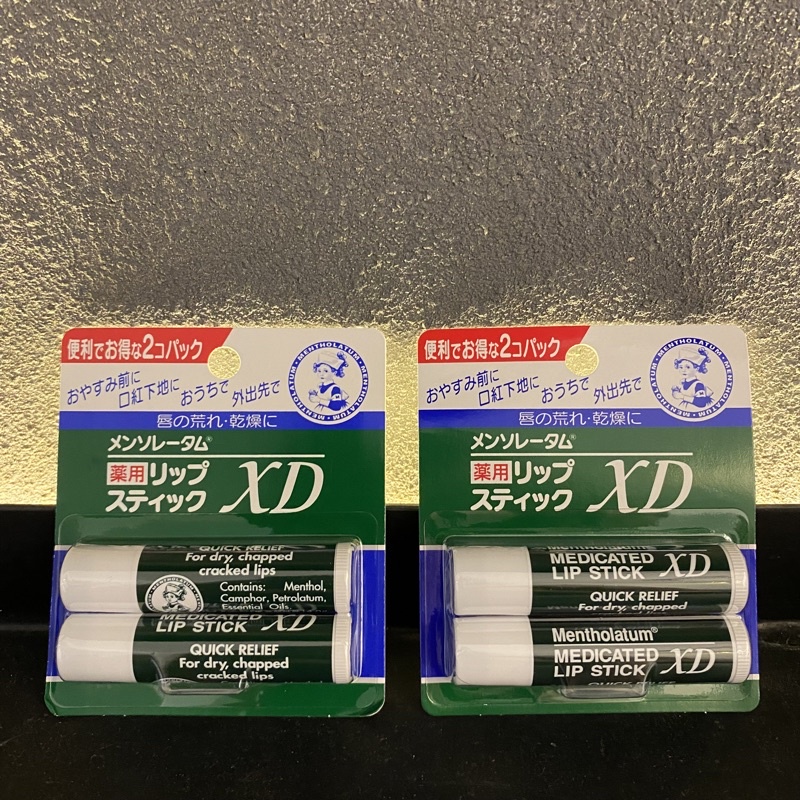 便利でお得な2コパック
おやすみ前に
口紅下地に
おうちで
外出先で
MENTHOLATUM・MENTHOLATUM・MENTHOLATUM
唇の荒れ・乾燥に
メンソレータム®
薬用リップ
スティック XD
QUICK RELIEF
For dry, chapped
cracked lips
Contains: Menthol,
Camphor, Petrolatum,
Essential Oils.
MENTHOLATUM
MEDICATED
LIP STICK XD
QUICK RELIEF
For dry, chapped
cracked lips
便利でお得な2コパック
おやすみ前に
口紅下地に
おうちで
外出先で
MENTHOLATUM・MENTHOLATUM・MENTHOLATUM
唇の荒れ・乾燥に
メンソレータム®
薬用リップ
スティック XD
Mentholatum
MEDICATED
LIP STICK XD
QUICK RELIEF
For dry, chapped
Mentholatum®
MEDICATED
LIP STICK XD
QUICK RELIEF